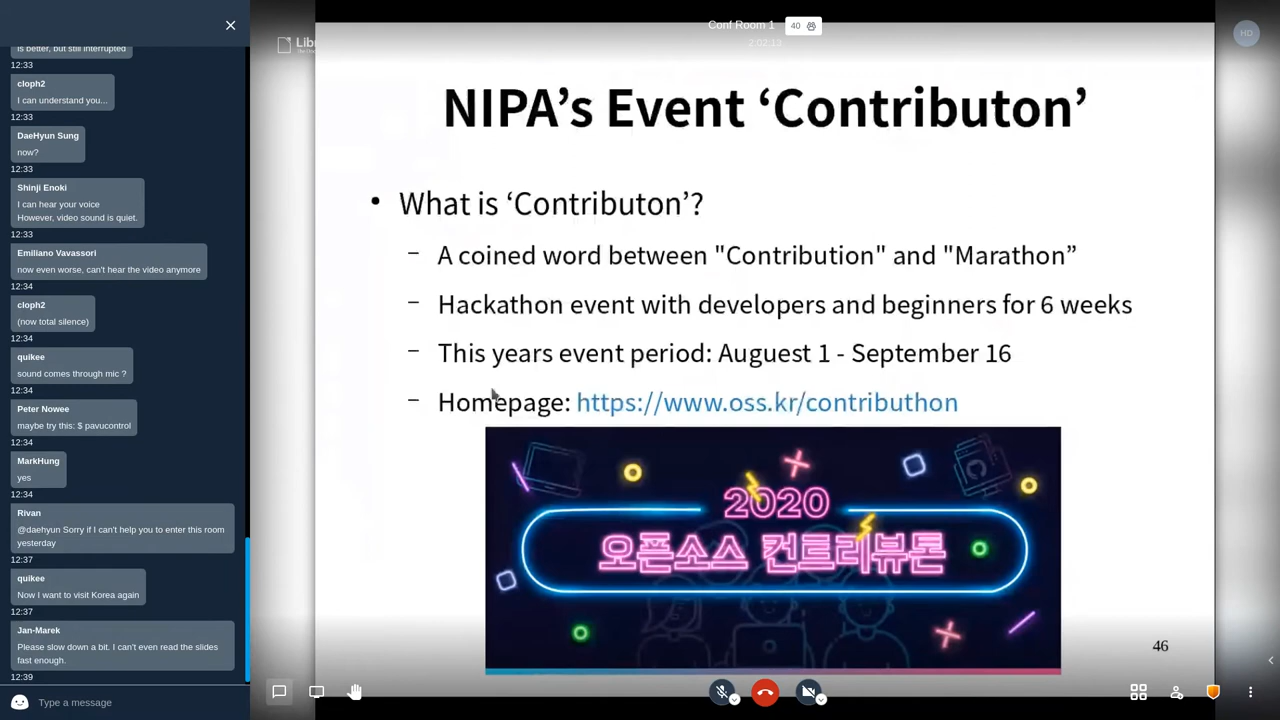 is better, but still interrupted
12:33
cloph2
I can understand you...
12:33
DaeHyun Sung
now?
12:33
Shinji Enoki
I can hear your voice
However, video sound is quiet.
12:33
Emiliano Vavassori
now even worse, can't hear the video anymore
12:34
cloph2
(now total silence)
12:34
quikee
sound comes through mic ?
12:34
Peter Nowee
maybe try this: $ pavucontrol
12:34
MarkHung
yes
12:34
Rivan
@daehyun Sorry if I can't help you to enter this room
yesterday
12:37
quikee
Now I want to visit Korea again
12:37
Jan-Marek
Please slow down a bit. I can't even read the slides
fast enough.
12:39
Type a message
Conf Room 1
40
2:02:13
HD
Libr
NIPA’s Event ‘Contributon’
• What is ‘Contributon’?
– A coined word between "Contribution" and "Marathon”
– Hackathon event with developers and beginners for 6 weeks
– This years event period: Auguest 1 - September 16
– Homepage: https://www.oss.kr/contributhon
2020
오픈소스 컨트리뷰톤
46